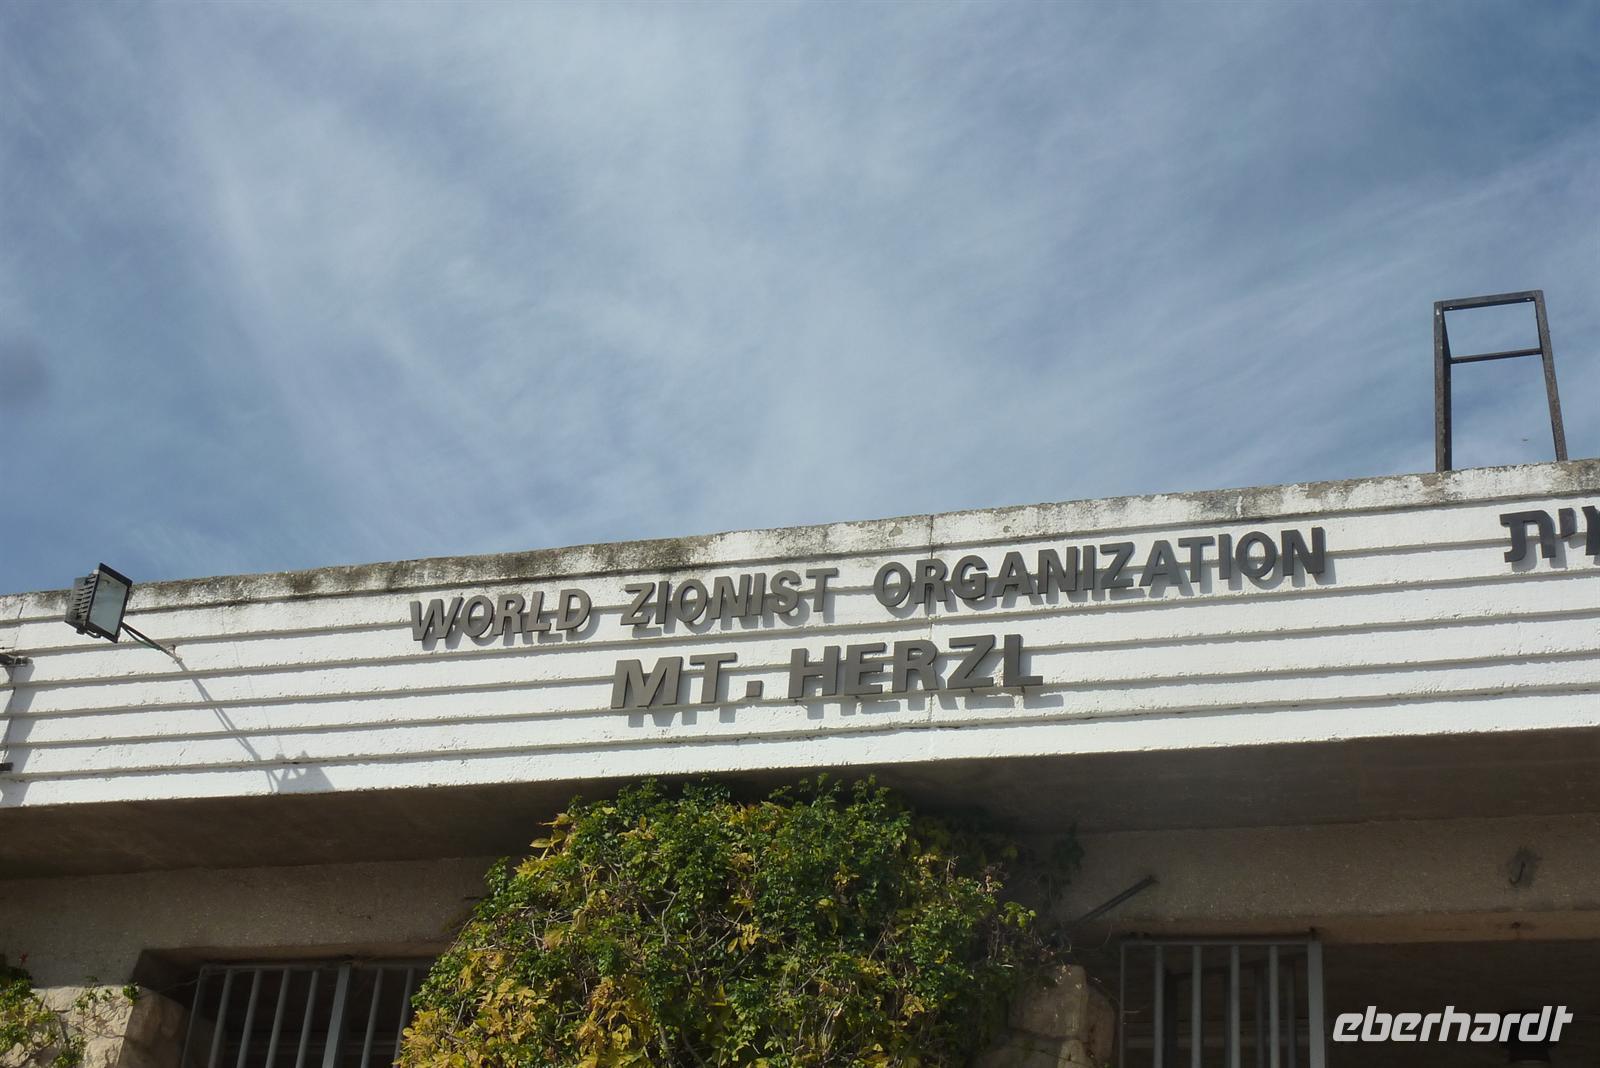 WORLD ZIONIST ORGANIZATION
MT. HERZL
eberhardt